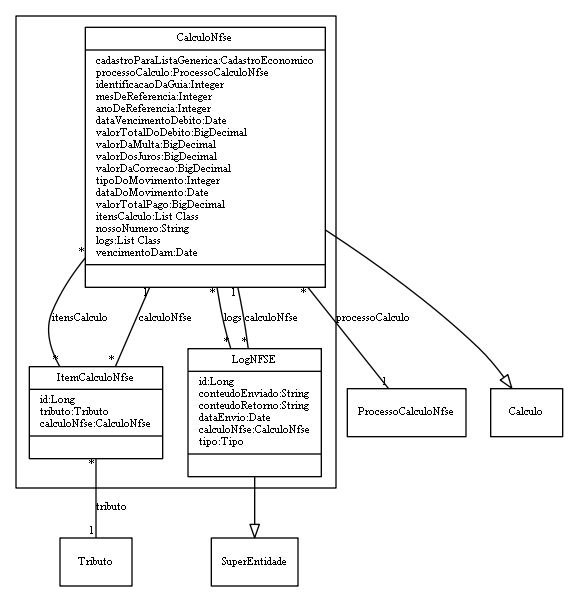 CalculoNfse
cadastroParaListaGenerica:CadastroEconomico
processoCalculo:ProcessoCalculoNfse
identificacaoDaGuia:Integer
mesDeReferencia:Integer
anoDeReferencia:Integer
dataVencimentoDebito:Date
valorTotalDoDebito:BigDecimal
valorDaMulta:BigDecimal
valorDosJuros:BigDecimal
valorDaCorrecao:BigDecimal
tipoDoMovimento:Integer
dataDoMovimento:Date
valorTotalPago:BigDecimal
itensCalculo:List Class
nossoNumero:String
logs:List Class
vencimentoDam:Date
* 1 * 1 *
itensCalculo calculoNfse logs calculoNfse processoCalculo
* * * * 1
ItemCalculoNfse
id:Long
tributo:Tributo
calculoNfse:CalculoNfse
LogNFSE
id:Long
conteudoEnviado:String
conteudoRetorno:String
dataEnvio:Date
calculoNfse:CalculoNfse
tipo:Tipo
ProcessoCalculoNfse
Calculo
*
tributo
1
Tributo
SuperEntidade